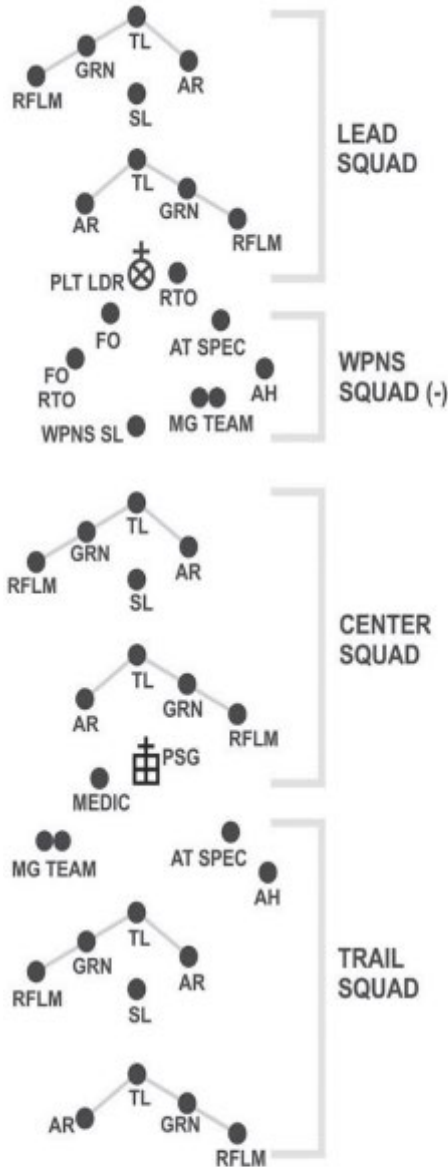 TL
GRN
RFLM
AR
SL
LEAD
SQUAD
TL
AR
GRN
RFLM
PLT LDR
RTO
FO
AT SPEC
FO
RTO
AH
WPNS
SQUAD (-)
WPNS SL
MG TEAM
TL
GRN
RFLM
AR
SL
CENTER
SQUAD
TL
AR
GRN
RFLM
PSG
MEDIC
MG TEAM
AT SPEC
AH
TL
GRN
RFLM
AR
SL
TRAIL
SQUAD
TL
AR
GRN
RFLM